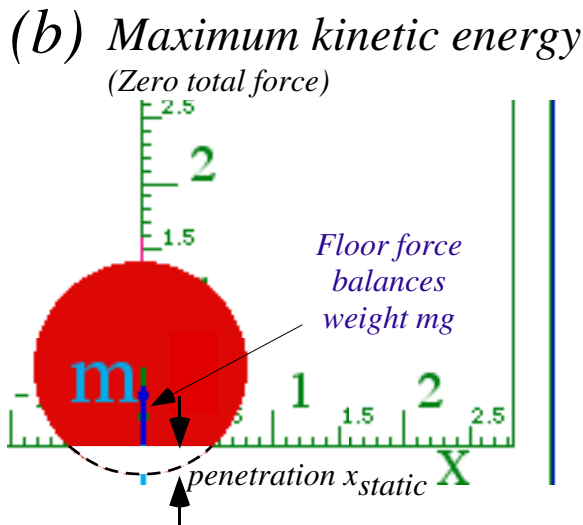 (b) Maximum kinetic energy
(Zero total force)
2.5
2
1.5
Floor force
balances
weight mg
m
1
2
1.5
2.5
penetration x_static
X